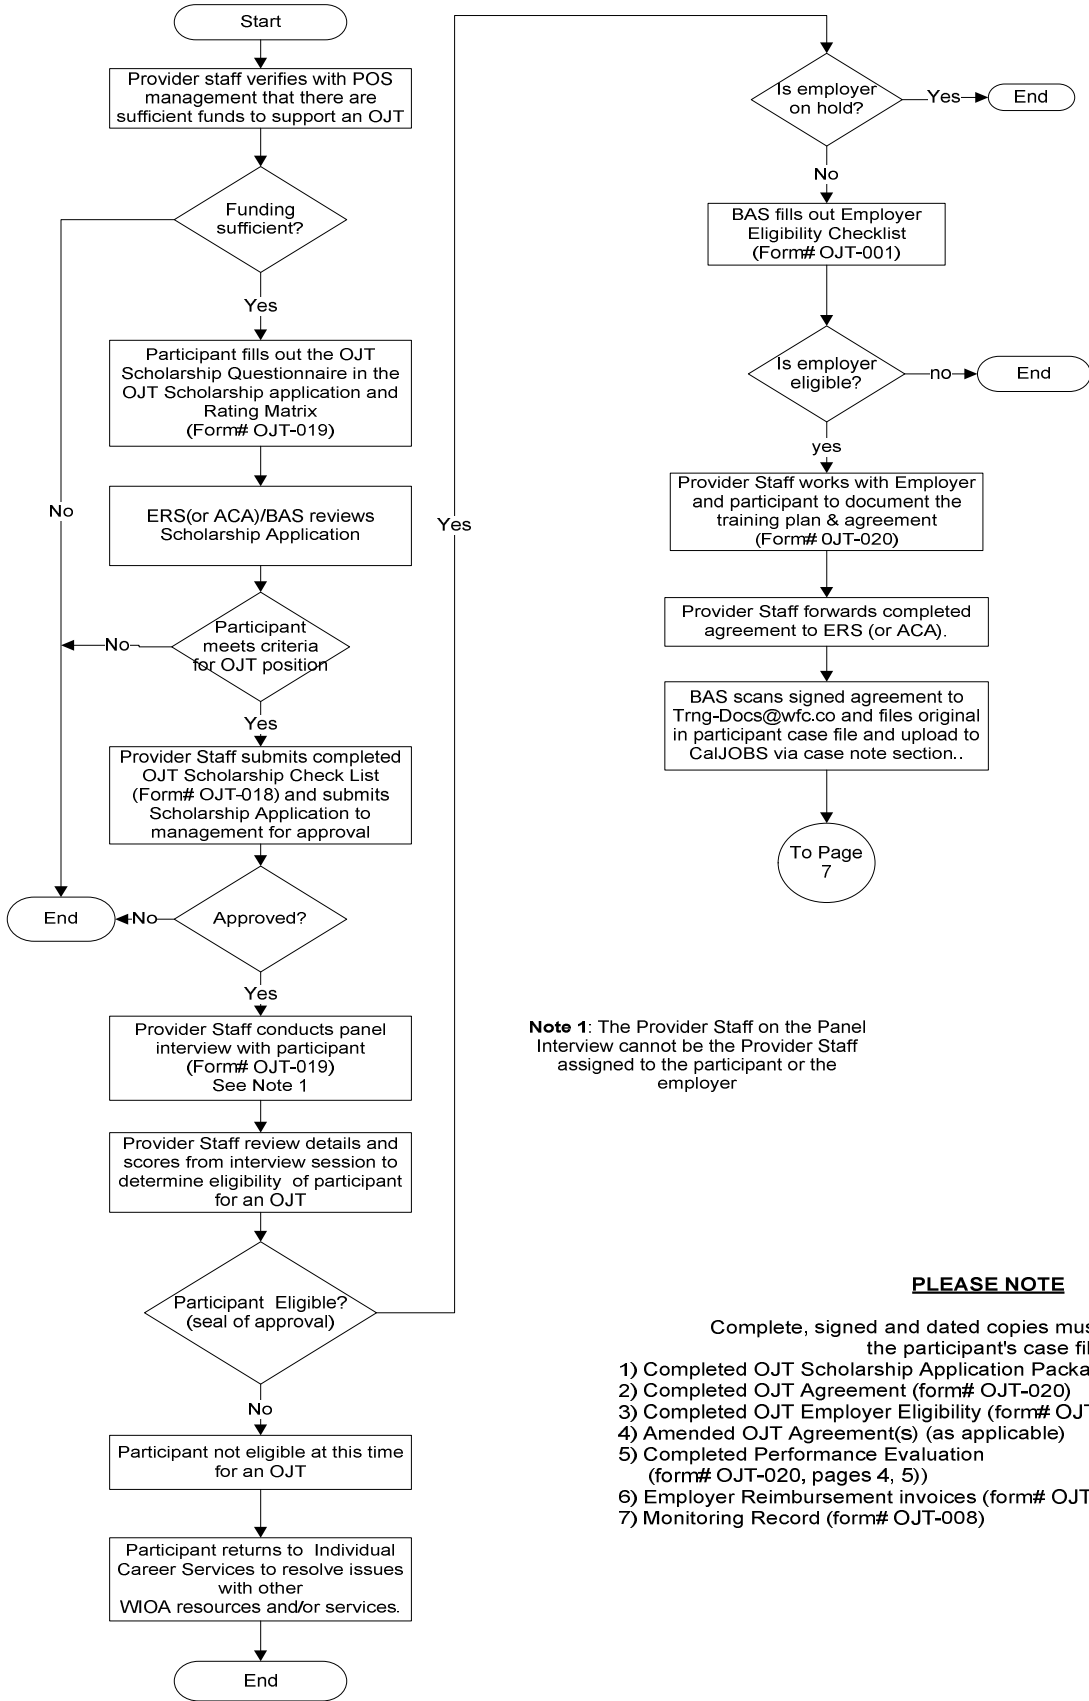 Start
Provider staff verifies with POS
management that there are
sufficient funds to support an OJT
Funding
sufficient?
No
Yes
Participant fills out the OJT
Scholarship Questionnaire in the
OJT Scholarship application and
Rating Matrix
(Form# OJT-019)
ERS(or ACA)/BAS reviews
Scholarship Application
Participant
meets criteria
for OJT position
No
Yes
Provider Staff submits completed
OJT Scholarship Check List
(Form# OJT-018) and submits
Scholarship Application to
management for approval
Approved?
No
End
Yes
Provider Staff conducts panel
interview with participant
(Form# OJT-019)
See Note 1
Provider Staff review details and
scores from interview session to
determine eligibility of participant
for an OJT
Participant Eligible?
(seal of approval)
Yes
No
Participant not eligible at this time
for an OJT
Participant returns to Individual
Career Services to resolve issues
with other
WIOA resources and/or services.
End
Is employer
on hold?
Yes
End
No
BAS fills out Employer
Eligibility Checklist
(Form# OJT-001)
Is employer
eligible?
no
End
yes
Provider Staff works with Employer
and participant to document the
training plan & agreement
(Form# 0JT-020)
Provider Staff forwards completed
agreement to ERS (or ACA).
BAS scans signed agreement to
Trng-Docs@wfc.co and files original
in participant case file and upload to
CalJOBS via case note section..
To Page
7
Note 1: The Provider Staff on the Panel
Interview cannot be the Provider Staff
assigned to the participant or the
employer
PLEASE NOTE
Complete, signed and dated copies mus
the participant's case fil
1) Completed OJT Scholarship Application Packa
2) Completed OJT Agreement (form# OJT-020)
3) Completed OJT Employer Eligibility (form# OJT
4) Amended OJT Agreement(s) (as applicable)
5) Completed Performance Evaluation
(form# OJT-020, pages 4, 5))
6) Employer Reimbursement invoices (form# OJT
7) Monitoring Record (form# OJT-008)